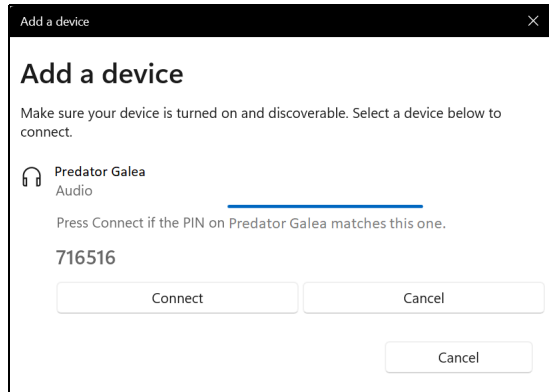 Add a device
Add a device
Make sure your device is turned on and discoverable. Select a device below to
connect.
Predator Galea
Audio
Press Connect if the PIN on Predator Galea matches this one.
716516
Connect Cancel
Cancel